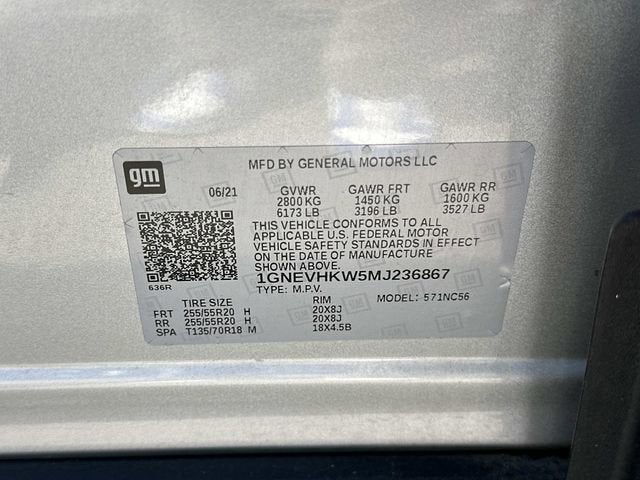 gm
MFD BY GENERAL MOTORS LLC
06/21 GVWR GAWR FRT GAWR RR
2800 KG 1450 KG 1600 KG
6173 LB 3196 LB 3527 LB
THIS VEHICLE CONFORMS TO ALL
APPLICABLE U.S. FEDERAL MOTOR
VEHICLE SAFETY STANDARDS IN EFFECT
ON THE DATE OF MANUFACTURE
SHOWN ABOVE.
636R
1GNEVHKW5MJ236867
TYPE: M.P.V. MODEL: 571NC56
TIRE SIZE RIM
FRT 255/55R20 H 20X8J
RR 255/55R20 H 20X8J
SPA T135/70R18 M 18X4.5B